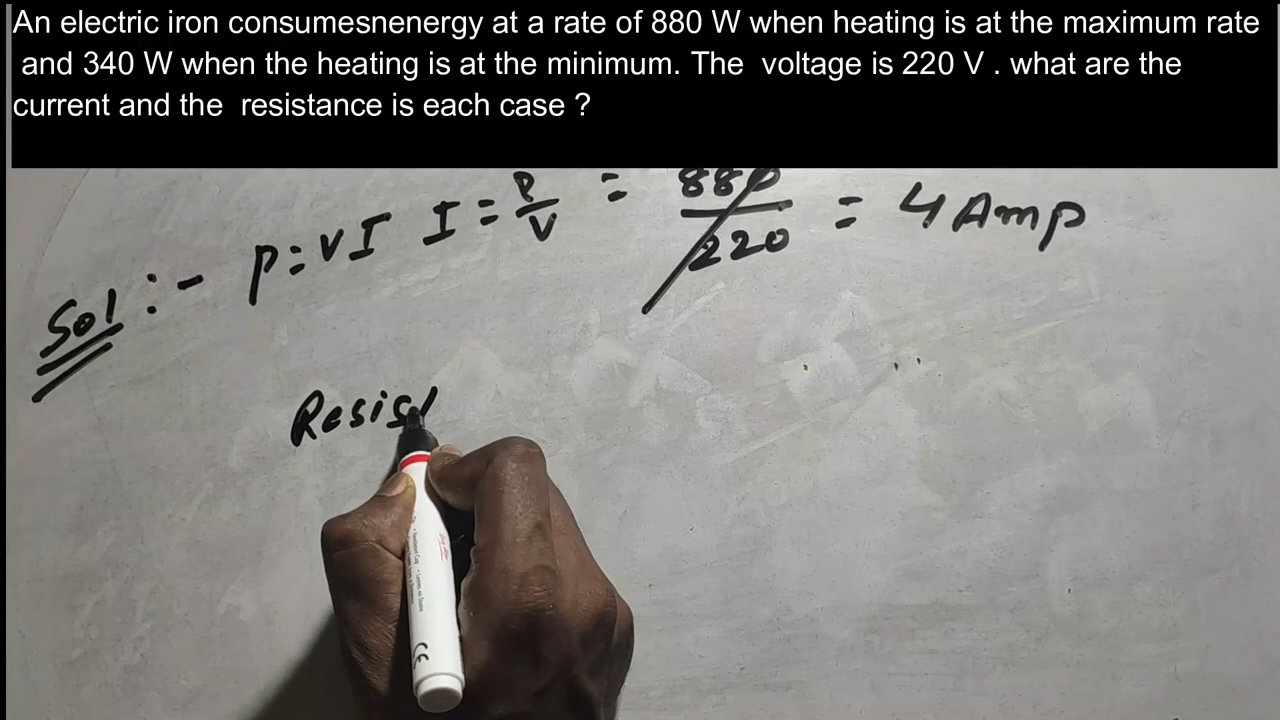 An electric iron consumesnenergy at a rate of 880 W when heating is at the maximum rate
and 340 W when the heating is at the minimum. The voltage is 220 V . what are the
current and the resistance is each case ?
Sol :- P=VI I = P/V = 880/220 = 4 Amp
Resist
CE